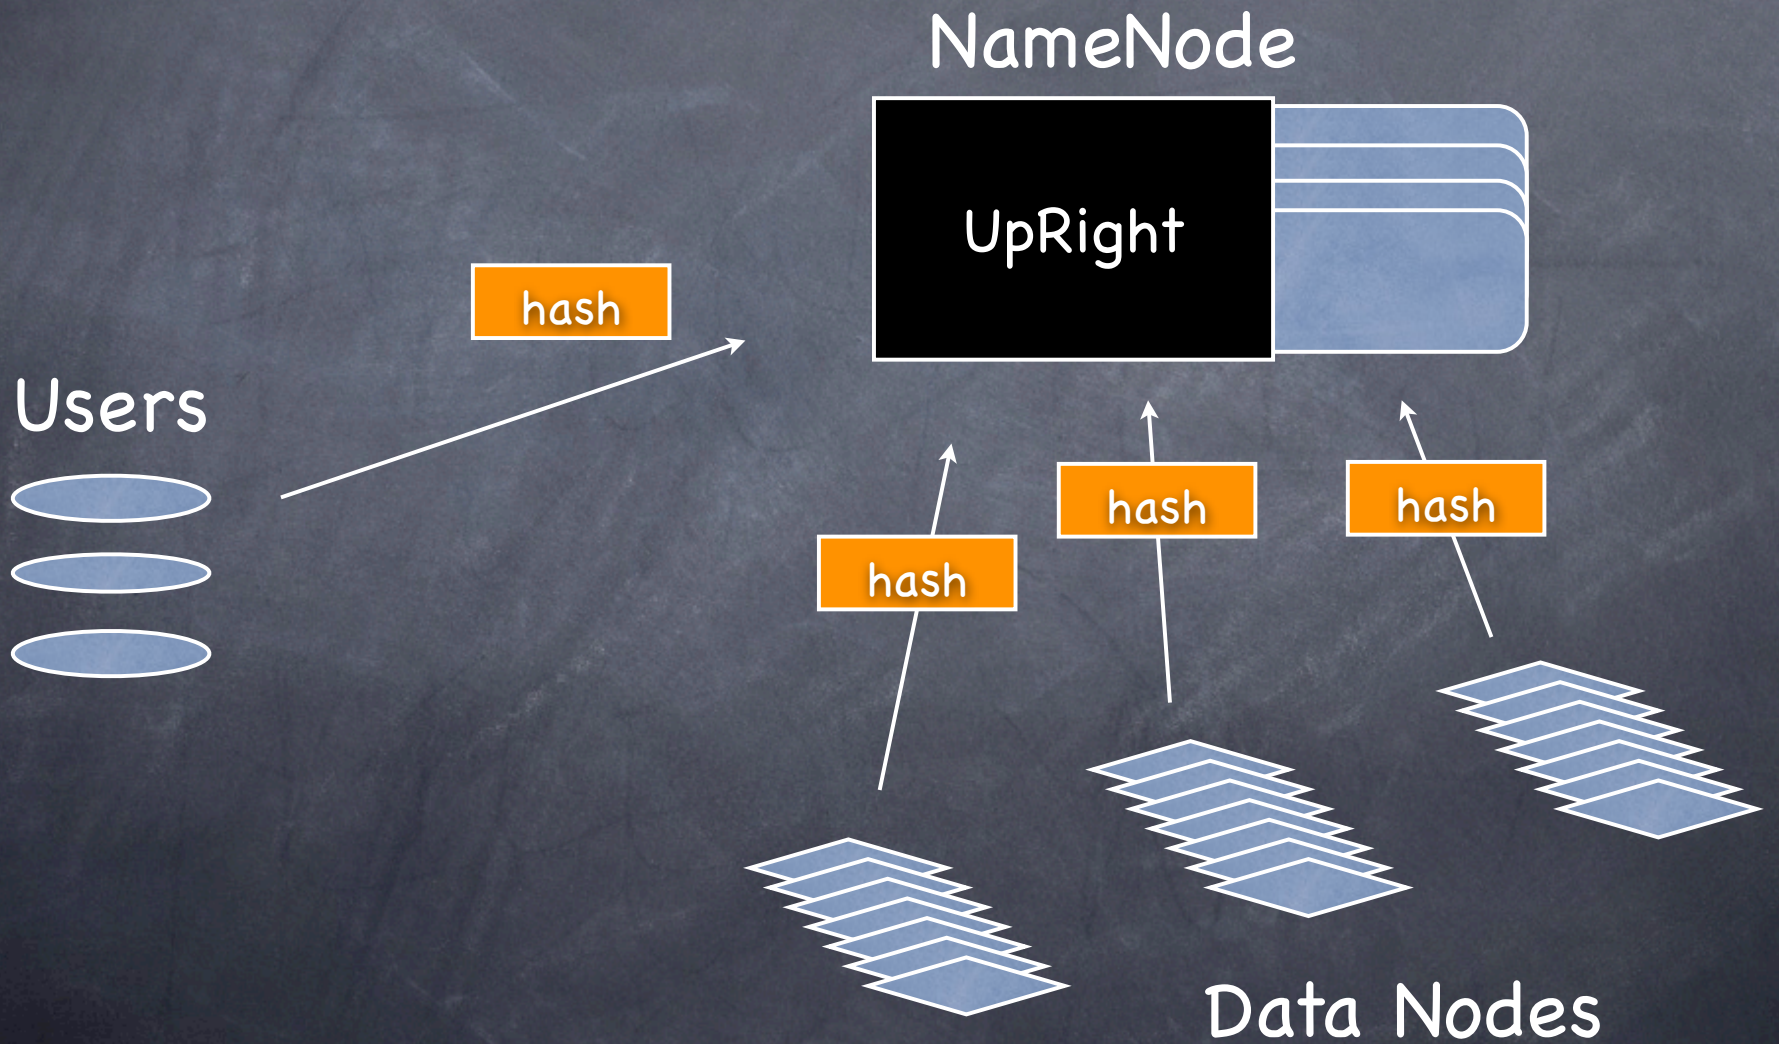 NameNode
UpRight
hash
Users
hash
hash
hash
Data Nodes